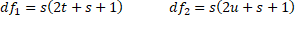 df₁ = s(2t + s + 1) df₂ = s(2u + s + 1)